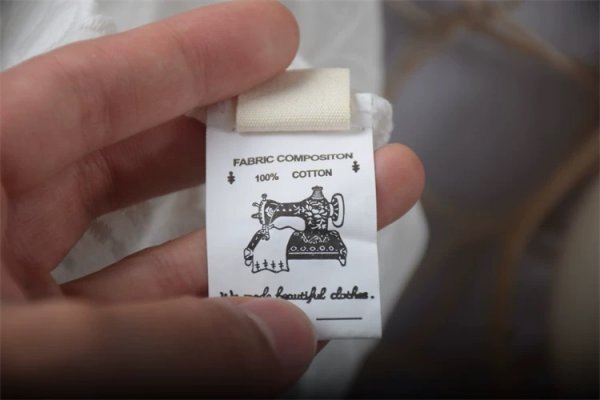 FABRIC COMPOSITON
100% COTTON
We made beautiful clothes.